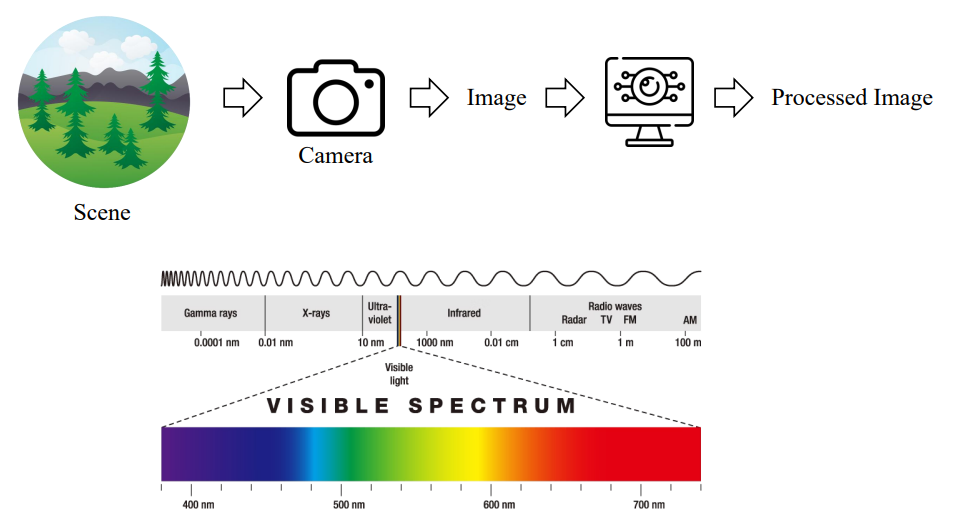 Image
Processed Image
Camera
Scene
Gamma rays
X-rays
Ultra-
violet
Infrared
Radio waves
Radar TV FM AM
0.0001 nm 0.01 nm 10 nm 1000 nm 0.01 cm 1 cm 1 m 100 m
Visible
light
VISIBLE SPECTRUM
400 nm 500 nm 600 nm 700 nm